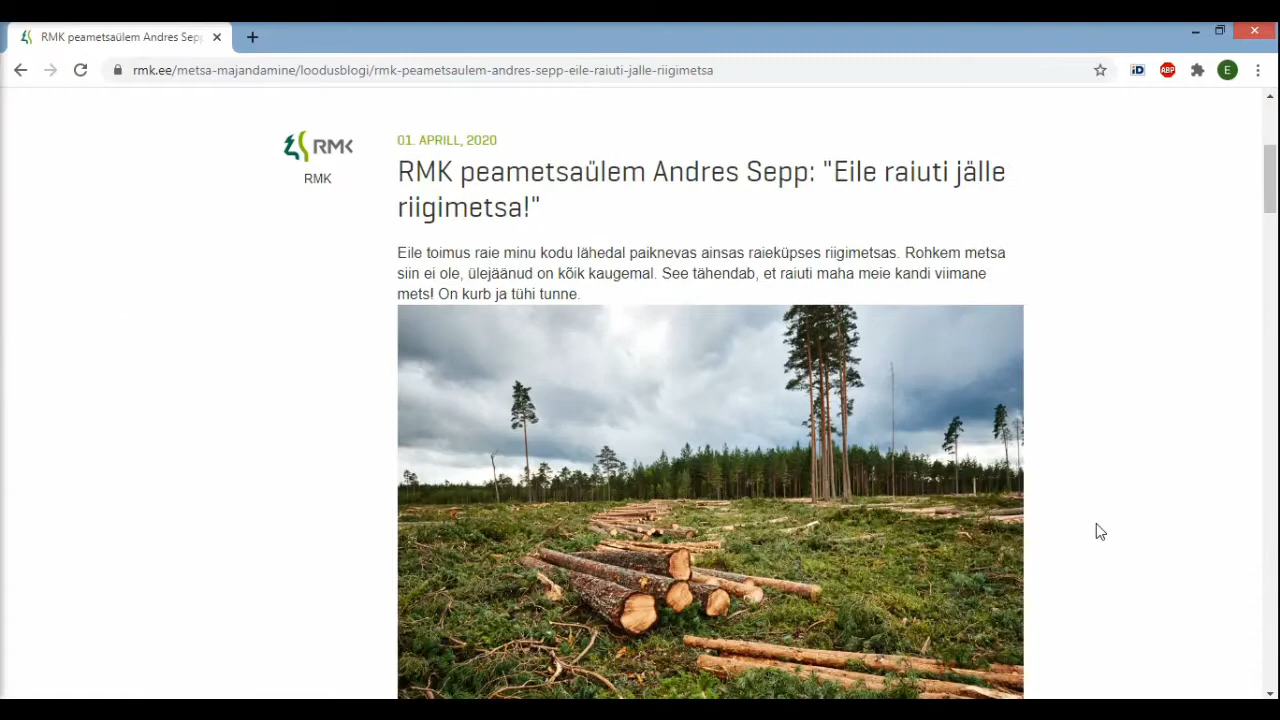 RMK peametsaülem Andres Sep
rmk.ee/metsa-majandamine/loodusblogi/rmk-peametsaulem-andres-sepp-eile-raiuti-jalle-riigimetsa
iD
ABP
E
RMK
RMK
01. APRILL, 2020
RMK peametsaülem Andres Sepp: "Eile raiuti jälle
riigimetsa!"
Eile toimus raie minu kodu lähedal paiknevas ainsas raieküpses riigimetsas. Rohkem metsa
siin ei ole, ülejäänud on kõik kaugemal. See tähendab, et raiuti maha meie kandi viimane
mets! On kurb ja tühi tunne.